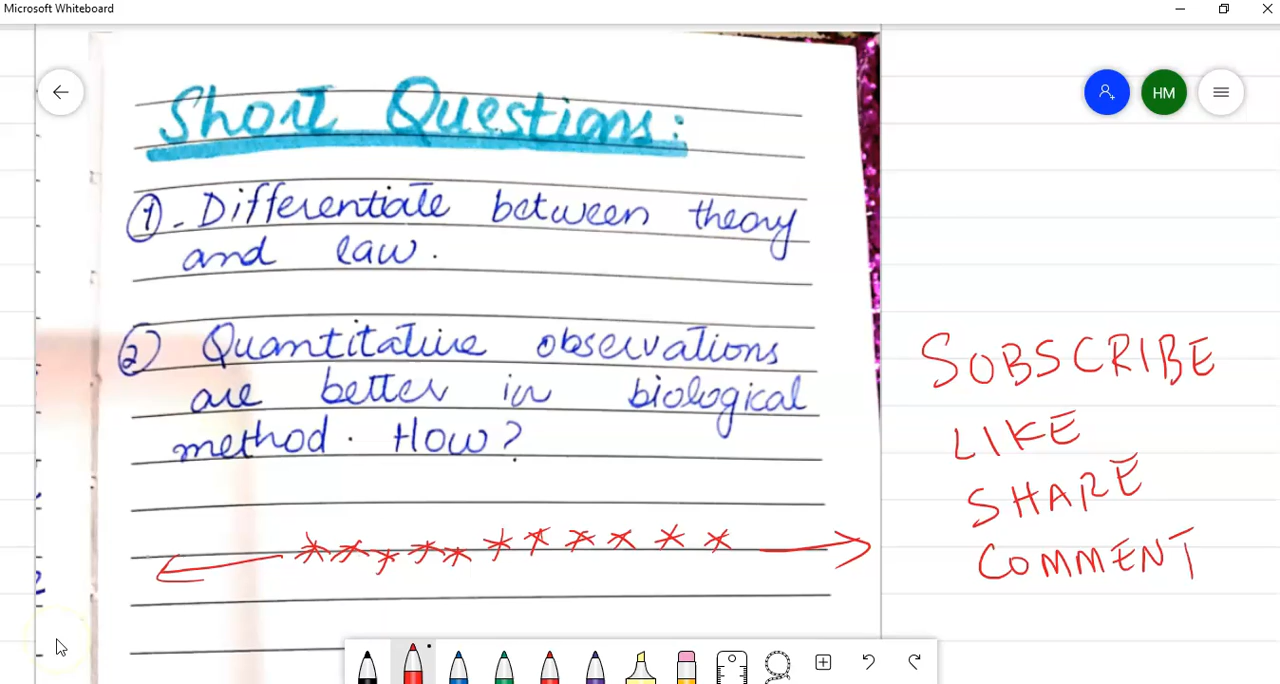 Microsoft Whiteboard
HM
Short Questions:
1 - Differentiate between theory
and law.
2 Quantitative observations
are better in biological
method. How?
SUBSCRIBE
LIKE
SHARE
COMMENT